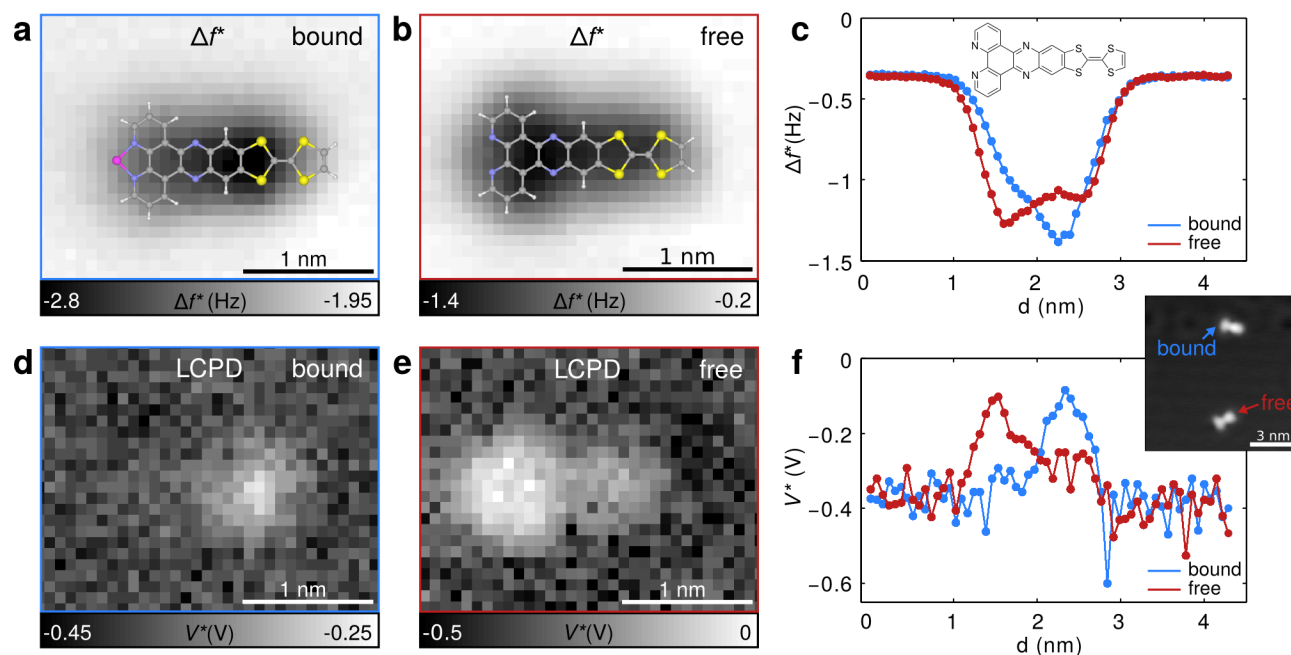 a
Δf*
bound
1 nm
-2.8
Δf* (Hz)
-1.95
b
Δf*
free
1 nm
-1.4
Δf* (Hz)
-0.2
c
0
−0.5
−1
−1.5
Δf* (Hz)
N
N
N
N
S
S
S
S
bound
free
0
1
2
3
4
d (nm)
d
LCPD
bound
1 nm
-0.45
V*(V)
-0.25
e
LCPD
free
1 nm
-0.5
V*(V)
0
f
0
−0.2
−0.4
−0.6
V* (V)
bound
free
0
1
2
3
4
d (nm)
bound
free
3 nm